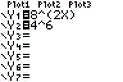 Plot1 Plot2 Plot3
\Y1=8^(2X)
\Y2=4^6
\Y3=
\Y4=
\Y5=
\Y6=
\Y7=